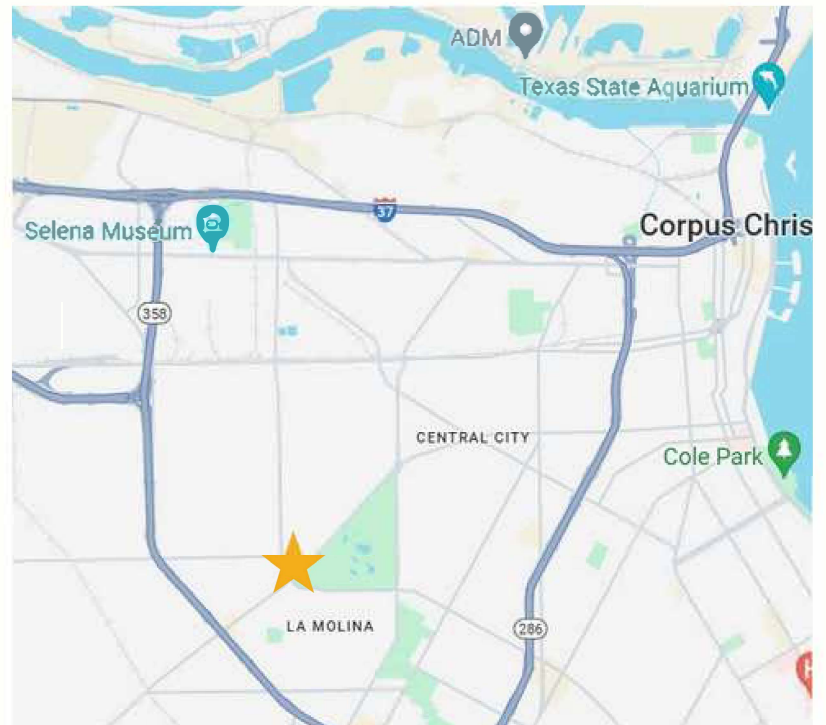 ADM
Texas State Aquarium
37
Selena Museum
Corpus Chris
358
CENTRAL CITY
Cole Park
LA MOLINA
286
H